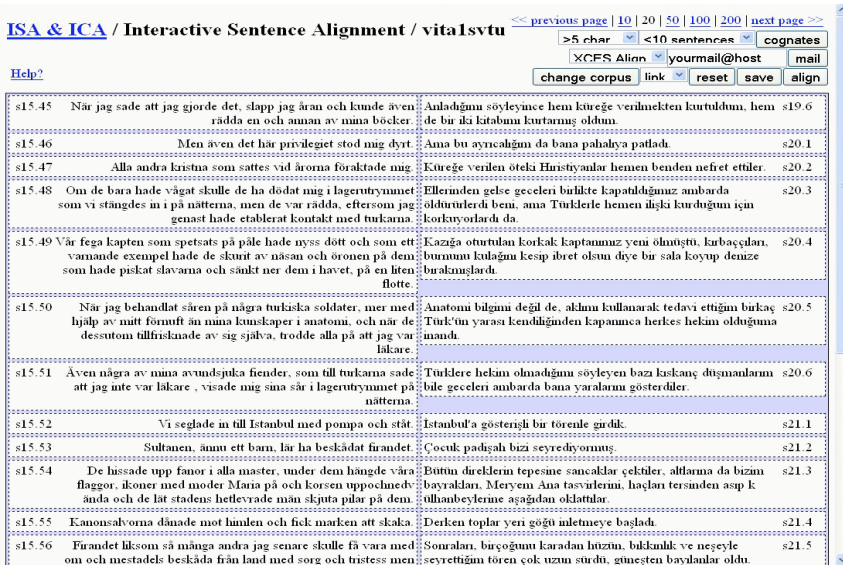 ISA & ICA / Interactive Sentence Alignment / vita1svtu
<< previous page | 10 | 20 | 50 | 100 | 200 | next page >>
>5 char <10 sentences cognates
XCES Align yourmail@host mail
Help?
change corpus link reset save align
s15.45 När jag sade att jag gjorde det, slapp jag åran och kunde även
rädda en och annan av mina böcker.
Anladığımı söyleyince hem küreğe verilmekten kurtuldum, hem s19.6
de bir iki kitabımı kurtarmış oldum.
s15.46 Men även det här privilegiet stod mig dyrt. Ama bu ayrıcalığım da bana pahalıya patladı. s20.1
s15.47 Alla andra kristna som sattes vid årorna föraktade mig. Küreğe verilen öteki Hıristiyanlar hemen benden nefret ettiler. s20.2
s15.48 Om de bara hade vågat skulle de ha dödat mig i lagerutrymmet
som vi stängdes in i på nätterna, men de var rädda, eftersom jag
genast hade etablerat kontakt med turkarna.
Ellerinden gelse geceleri birlikte kapatıldığımız ambarda s20.3
öldürürlerdi beni, ama Türklerle hemen ilişki kurduğum için
korkuyorlardı da.
s15.49 Vår fega kapten som spetsats på påle hade nyss dött och som ett
varnande exempel hade de skurit av näsan och öronen på dem
som hade piskat slavarna och sänkt ner dem i havet, på en liten
flotte.
Kazığa oturtulan korkak kaptanımız yeni ölmüştü, kırbaççıları, s20.4
burnunu kulağını kesip ibret olsun diye bir sala koyup denize
bırakmışlardı.
s15.50 När jag behandlat såren på några turkiska soldater, mer med
hjälp av mitt förnuft än mina kunskaper i anatomi, och när de
dessutom tillfrisknade av sig själva, trodde alla på att jag var
läkare.
Anatomi bilgimi değil de, aklımı kullanarak tedavi ettiğim birkaç s20.5
Türk'ün yarası kendiliğinden kapanınca herkes hekim olduğuma
inandı.
s15.51 Även några av mina avundsjuka fiender, som till turkarna sade
att jag inte var läkare , visade mig sina sår i lagerutrymmet på
nätterna.
Türklere hekim olmadığımı söyleyen bazı kıskanç düşmanlarım s20.6
bile geceleri ambarda bana yaralarını gösterdiler.
s15.52 Vi seglade in till Istanbul med pompa och ståt. İstanbul'a gösterişli bir törenle girdik. s21.1
s15.53 Sultanen, ännu ett barn, lär ha beskådat firandet. Çocuk padişah bizi seyrediyormuş. s21.2
s15.54 De hissade upp fanor i alla master, under dem hängde våra
flaggor, ikoner med moder Maria på och korsen uppochnedv
ända och de lät stadens hetlevrade män skjuta pilar på dem.
Bütün direklerin tepesine sancaklar çektiler, altlarına da bizim s21.3
bayrakları, Meryem Ana tasvirlerini, haçları tersinden asıp k
ülhanbeylerine aşağıdan oklattılar.
s15.55 Kanonsalvorna dånade mot himlen och fick marken att skaka. Derken toplar yeri göğü inletmeye başladı. s21.4
s15.56 Firandet liksom så många andra jag senare skulle få vara med
om och mestadels beskåda från land med sorg och tristess men
Sonraları, birçoğunu karadan hüzün, bıkkınlık ve neşeyle s21.5
seyrettiğim tören çok uzun sürdü, güneşten bayılanlar oldu.